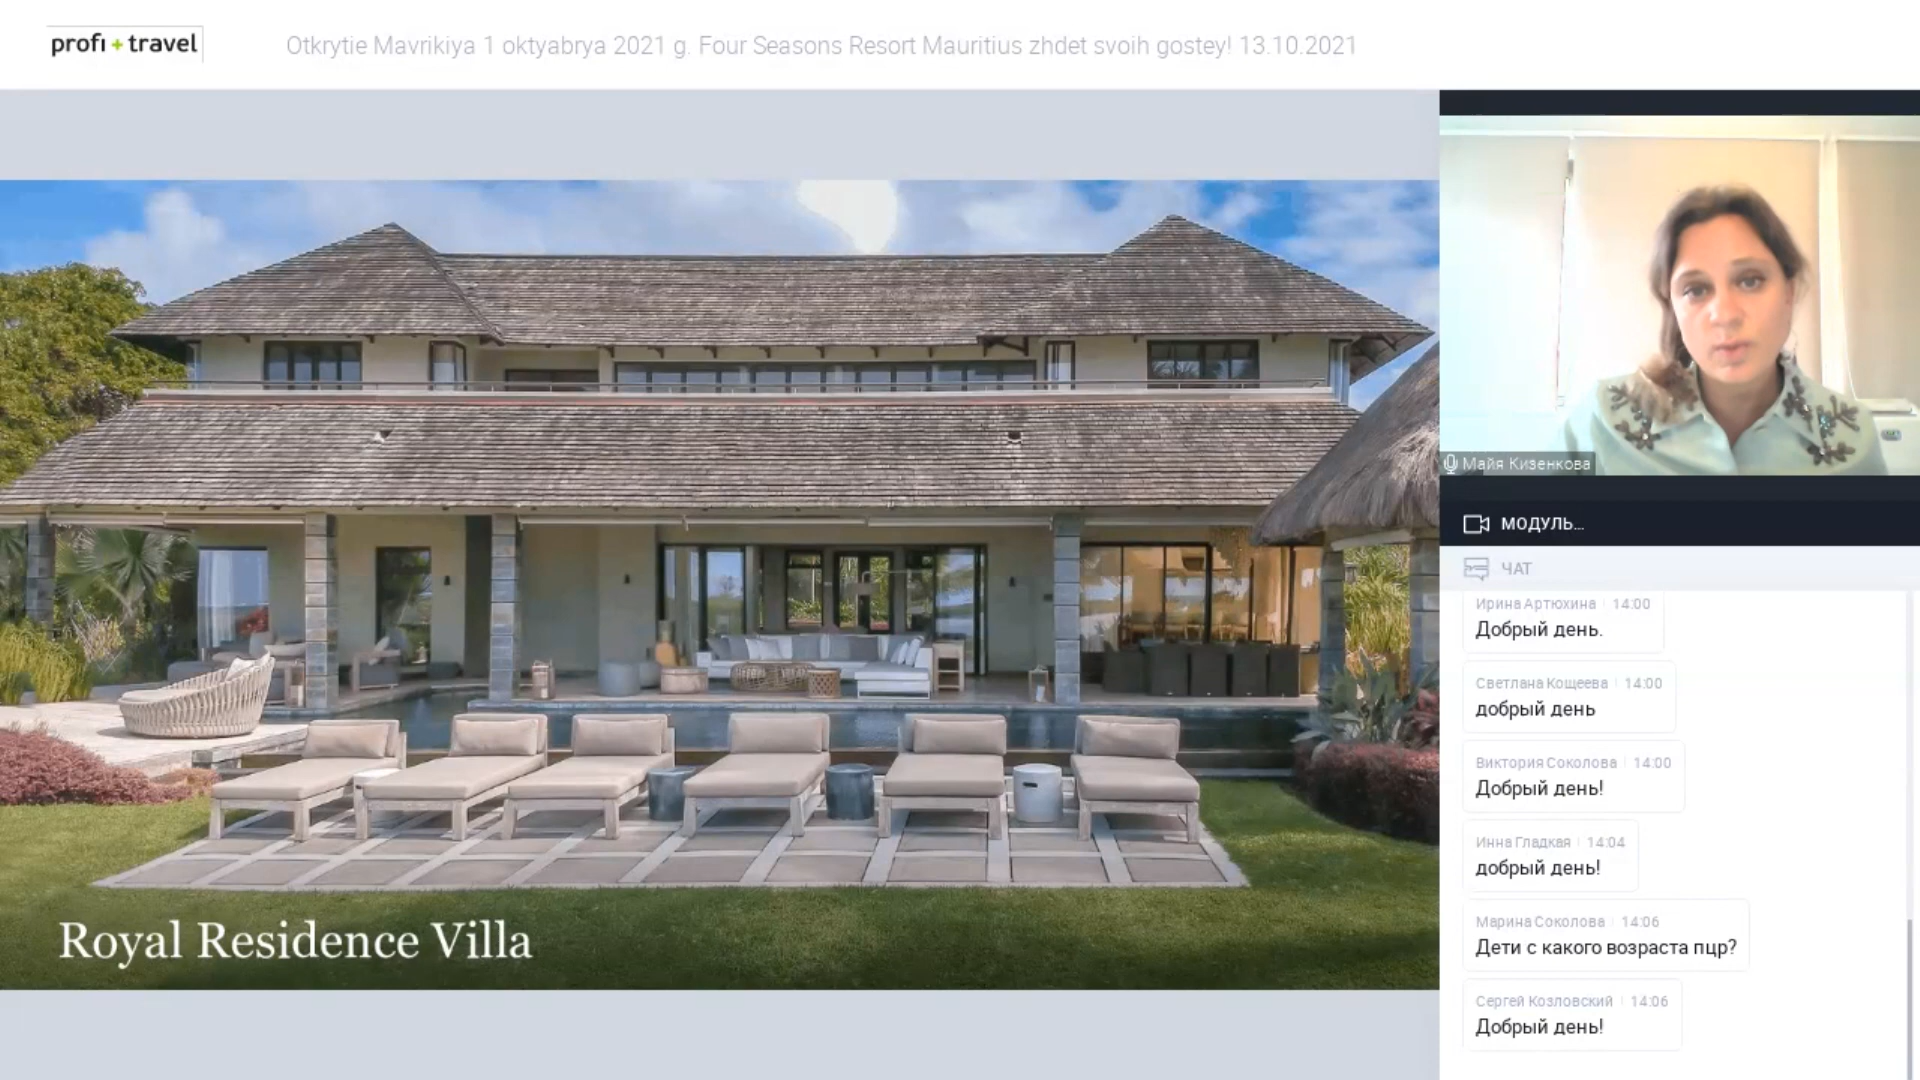 profi + travel
Otkrytie Mavrikiya 1 oktyabrya 2021 g. Four Seasons Resort Mauritius zhdet svoih gostey! 13.10.2021
Royal Residence Villa
Майя Кизенкова
МОДУЛЬ...
ЧАТ
Ирина Артюхина 14:00
Добрый день.
Светлана Кощеева 14:00
добрый день
Виктория Соколова 14:00
Добрый день!
Инна Гладкая 14:04
добрый день!
Марина Соколова 14:06
Дети с какого возраста пцр?
Сергей Козловский 14:06
Добрый день!